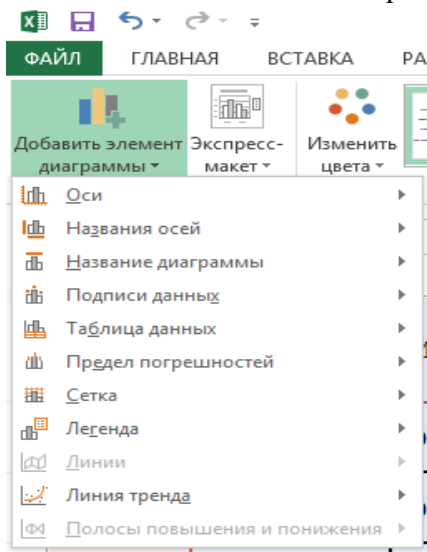 ФАЙЛ ГЛАВНАЯ ВСТАВКА РА
Добавить элемент диаграммы
Экспресс-макет
Изменить цвета
Оси
Названия осей
Название диаграммы
Подписи данных
Таблица данных
Предел погрешностей
Сетка
Легенда
Линии
Линия тренда
Полосы повышения и понижения